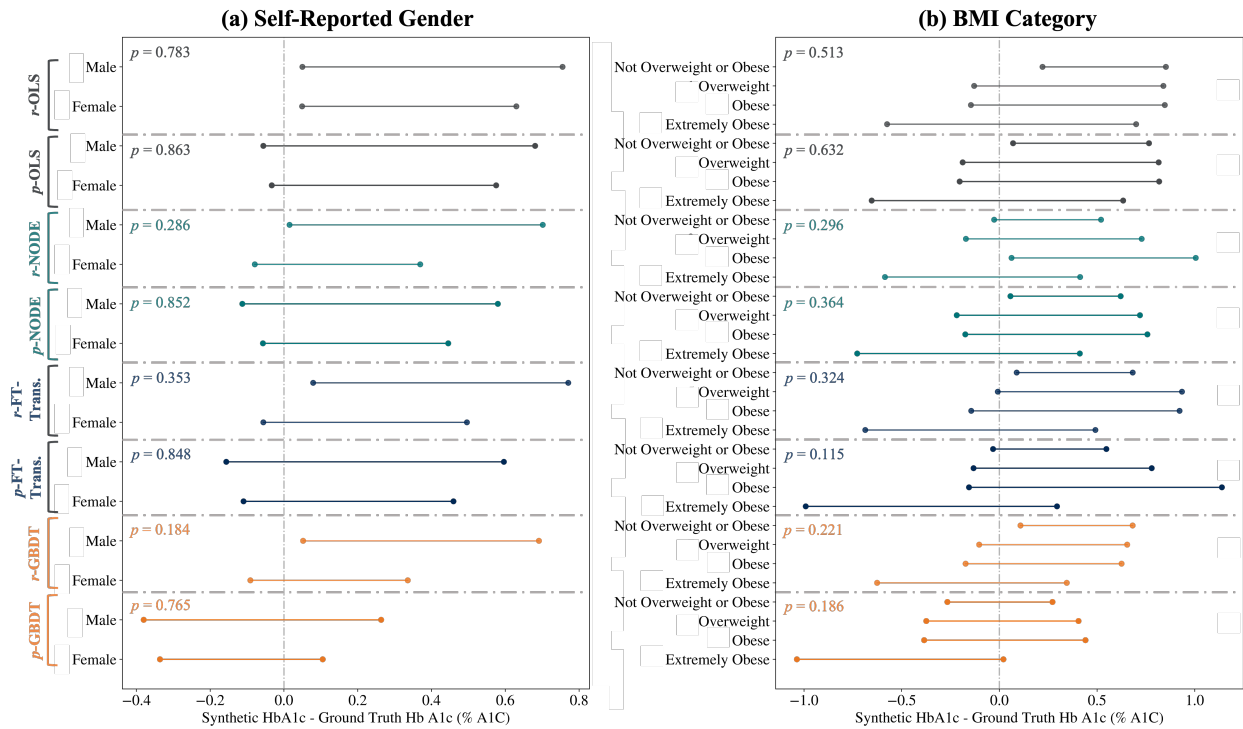 (a) Self-Reported Gender
p = 0.783
r-OLS
Male
Female
p = 0.863
p-OLS
Male
Female
p = 0.286
r-NODE
Male
Female
p = 0.852
p-NODE
Male
Female
p = 0.353
r-FT-
Trans.
Male
Female
p = 0.848
p-FT-
Trans.
Male
Female
p = 0.184
r-GBDT
Male
Female
p = 0.765
p-GBDT
Male
Female
−0.4 −0.2 0.0 0.2 0.4 0.6 0.8
Synthetic HbA1c - Ground Truth Hb A1c (% A1C)
(b) BMI Category
p = 0.513
Not Overweight or Obese
Overweight
Obese
Extremely Obese
p = 0.632
Not Overweight or Obese
Overweight
Obese
Extremely Obese
p = 0.296
Not Overweight or Obese
Overweight
Obese
Extremely Obese
p = 0.364
Not Overweight or Obese
Overweight
Obese
Extremely Obese
p = 0.324
Not Overweight or Obese
Overweight
Obese
Extremely Obese
p = 0.115
Not Overweight or Obese
Overweight
Obese
Extremely Obese
p = 0.221
Not Overweight or Obese
Overweight
Obese
Extremely Obese
p = 0.186
Not Overweight or Obese
Overweight
Obese
Extremely Obese
−1.0 −0.5 0.0 0.5 1.0
Synthetic HbA1c - Ground Truth Hb A1c (% A1C)